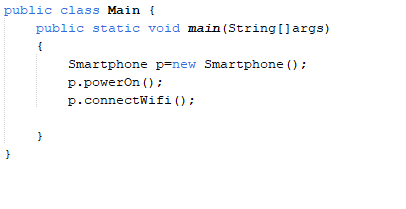 public class Main {
public static void main(String[]args)
{
Smartphone p=new Smartphone();
p.powerOn();
p.connectWifi();
}
}